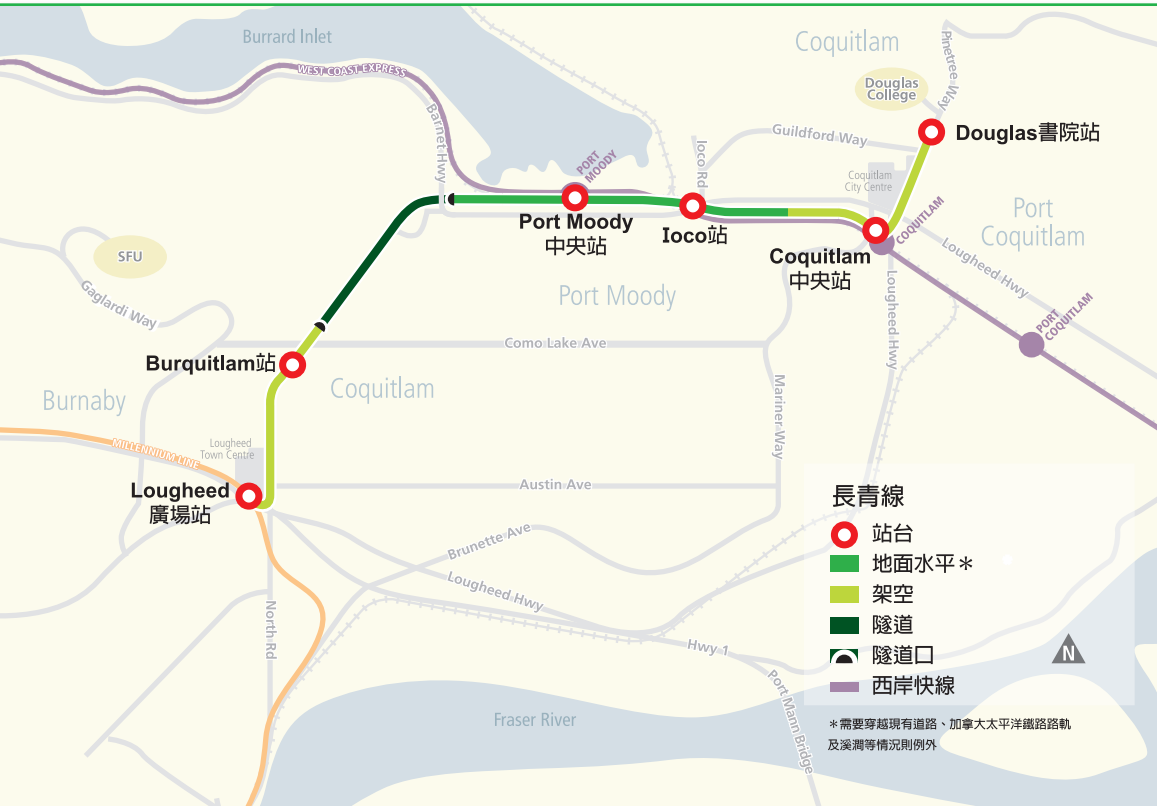 Burrard Inlet
WEST COAST EXPRESS
Barnet Hwy
Coquitlam
Pinetree Way
Douglas
College
Douglas書院站
Guildford Way
Ioco Rd
PORT
MOODY
Coquitlam
City Centre
Port Moody
中央站
Ioco站
COQUITLAM
Port
Coquitlam
Coquitlam
中央站
Lougheed Hwy
SFU
Gaglardi Way
Port Moody
PORT
COQUITLAM
Como Lake Ave
Lougheed Hwy
Burquitlam站
Coquitlam
Burnaby
Mariner Way
MILLENNIUM LINE
Lougheed
Town Centre
Lougheed
廣場站
Austin Ave
Brunette Ave
Lougheed Hwy
North Rd
Hwy 1
Port Mann Bridge
Fraser River
長青線
站台
地面水平＊
架空
隧道
隧道口
西岸快線
N
＊需要穿越現有道路、加拿大太平洋鐵路路軌
及溪澗等情況則例外